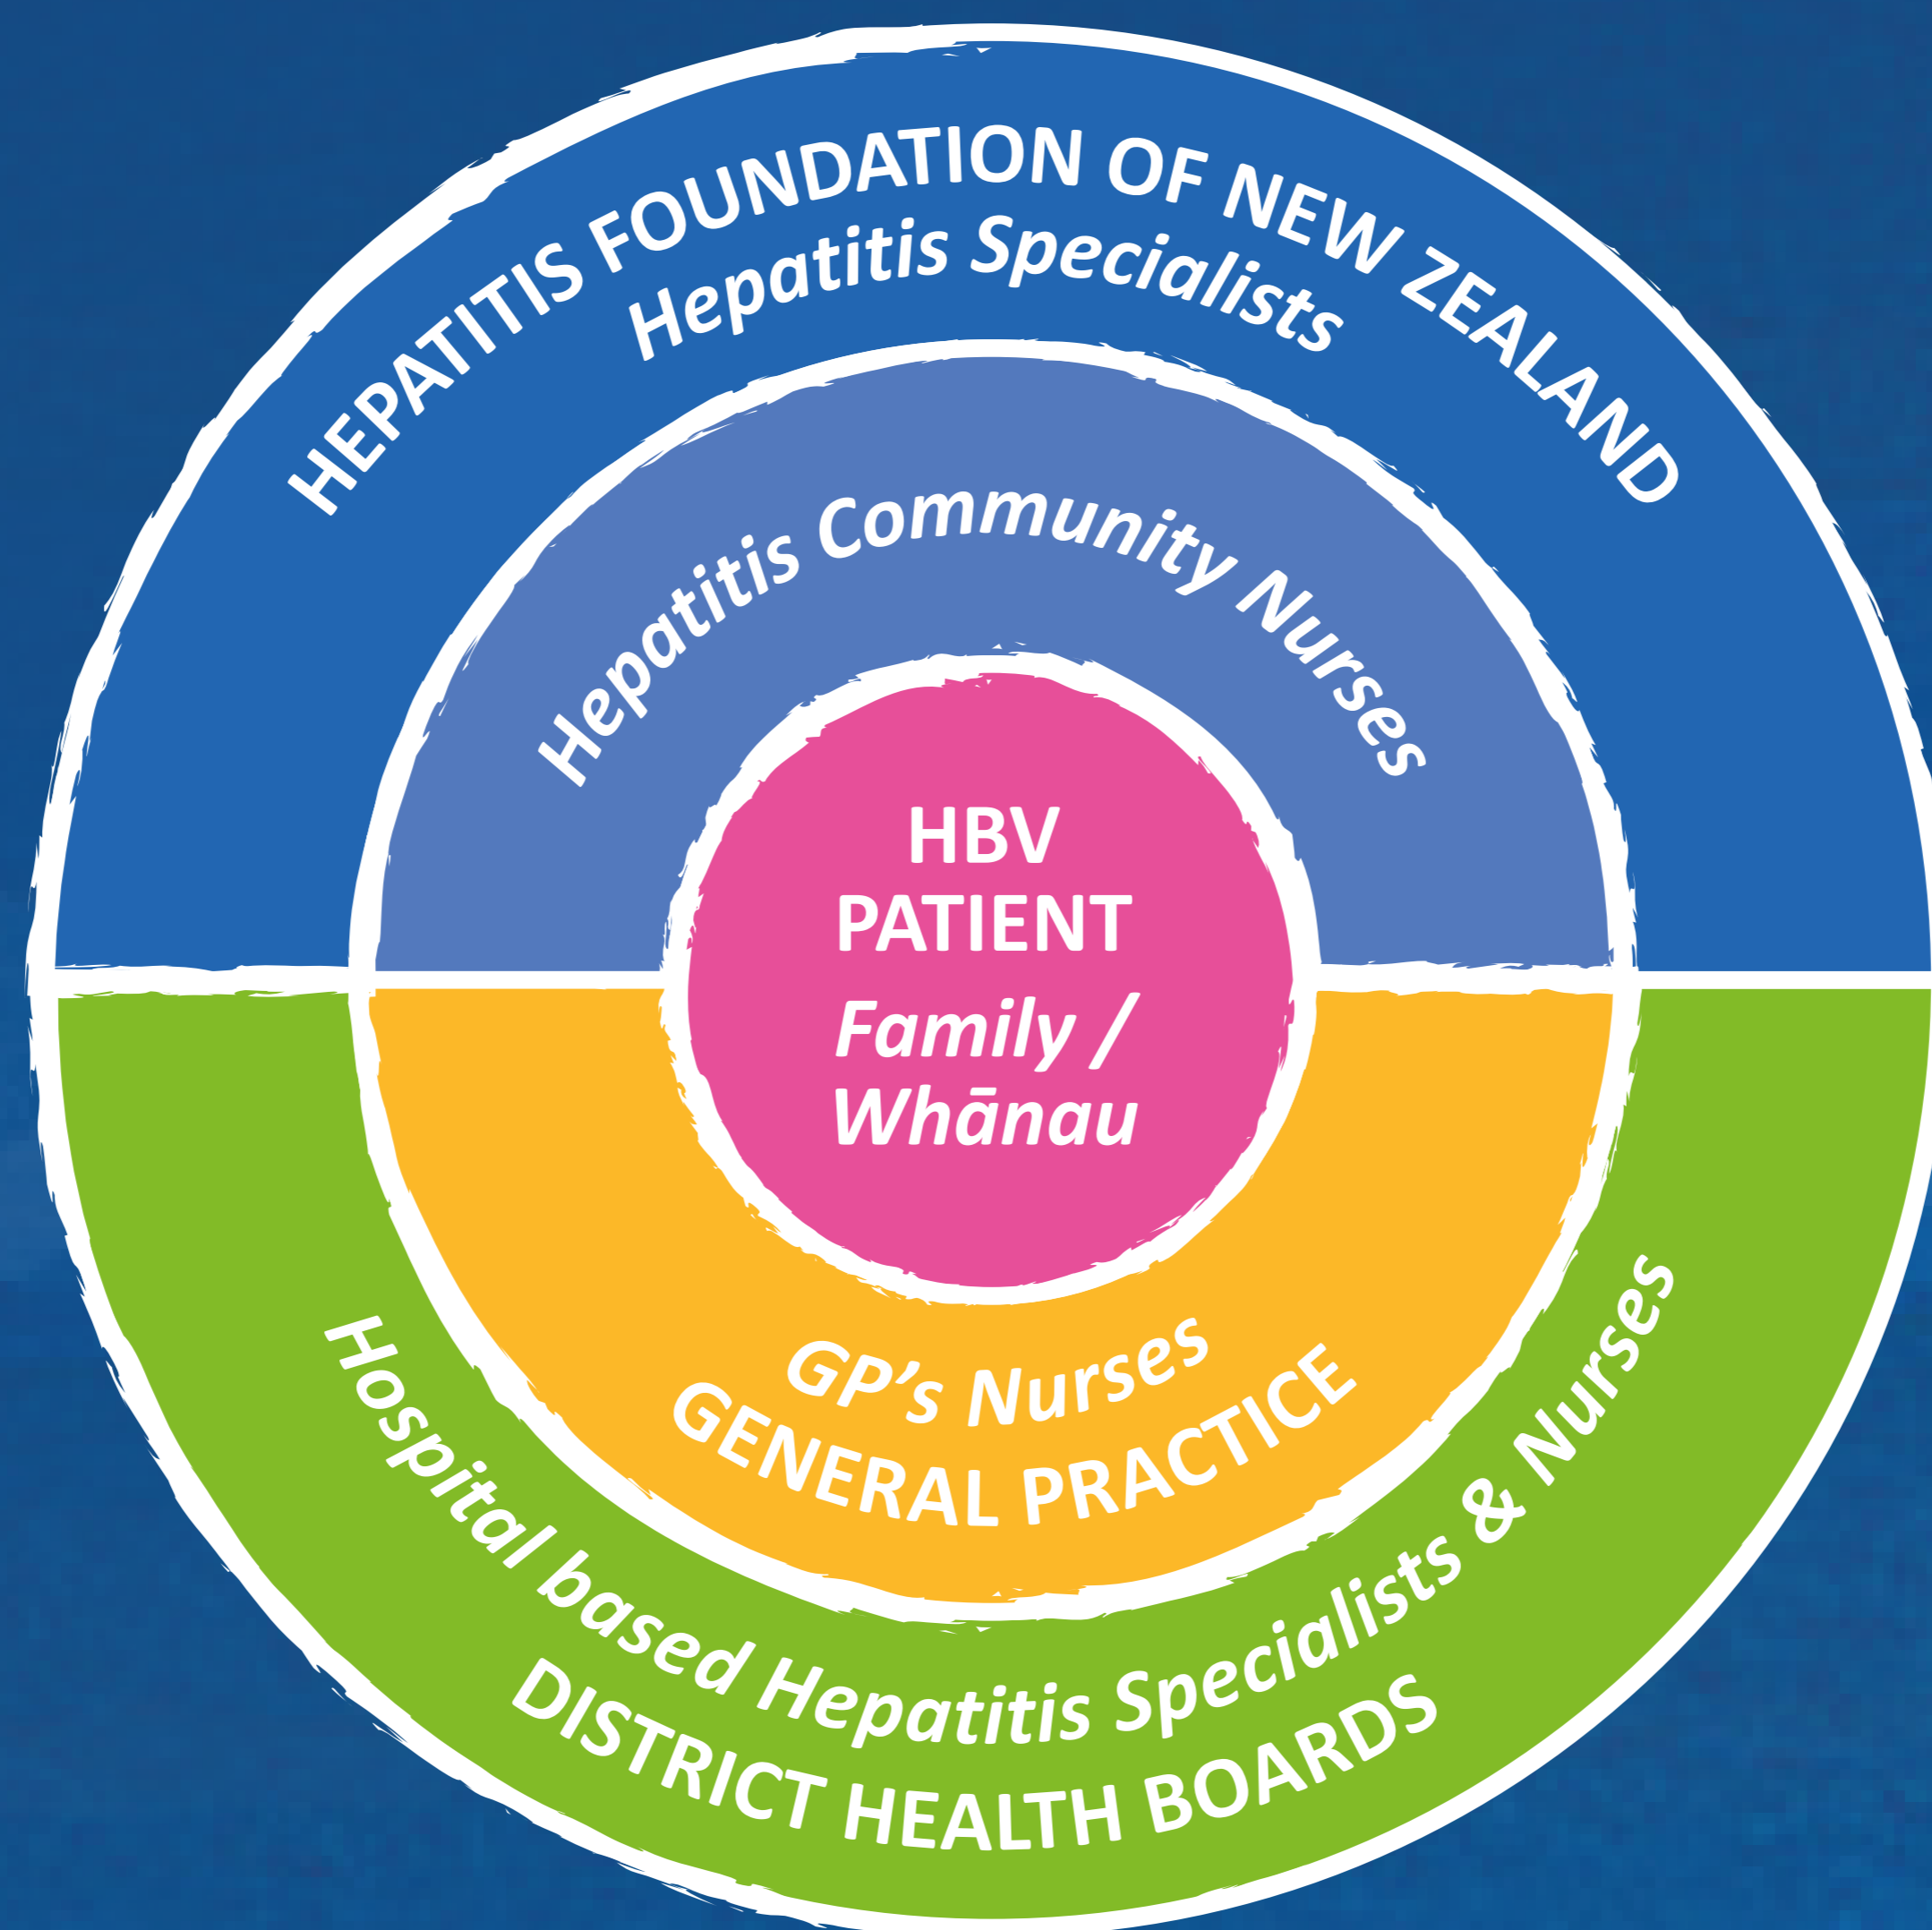 HEPATITIS FOUNDATION OF NEW ZEALAND
Hepatitis Specialists
Hepatitis Community Nurses
HBV
PATIENT
Family /
Whānau
GP's Nurses
GENERAL PRACTICE
Hospital based Hepatitis Specialists & Nurses
DISTRICT HEALTH BOARDS